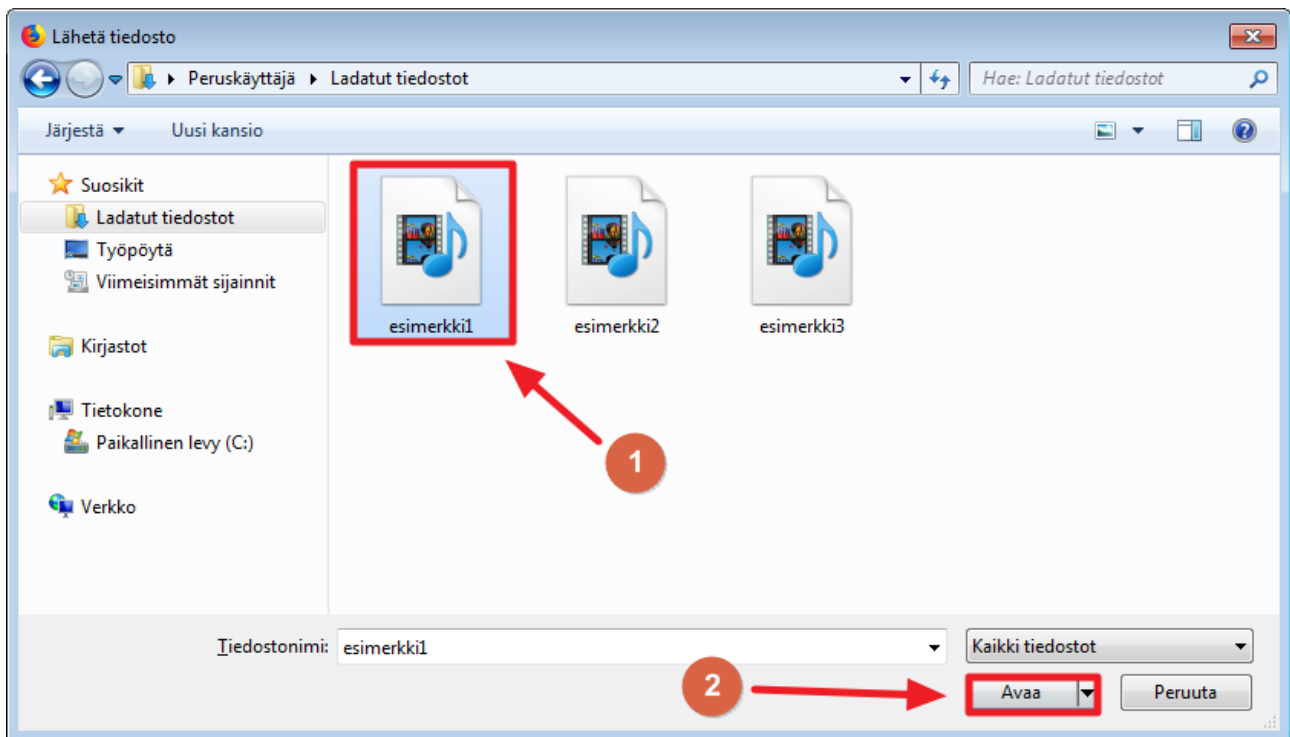 Lähetä tiedosto
Peruskäyttäjä Ladatut tiedostot
Hae: Ladatut tiedostot
Järjestä Uusi kansio
Suosikit
Ladatut tiedostot
Työpöytä
Viimeisimmät sijainnit
Kirjastot
Tietokone
Paikallinen levy (C:)
Verkko
esimerkki1 esimerkki2 esimerkki3
1
Tiedostonimi: esimerkki1 Kaikki tiedostot
2 Avaa Peruuta